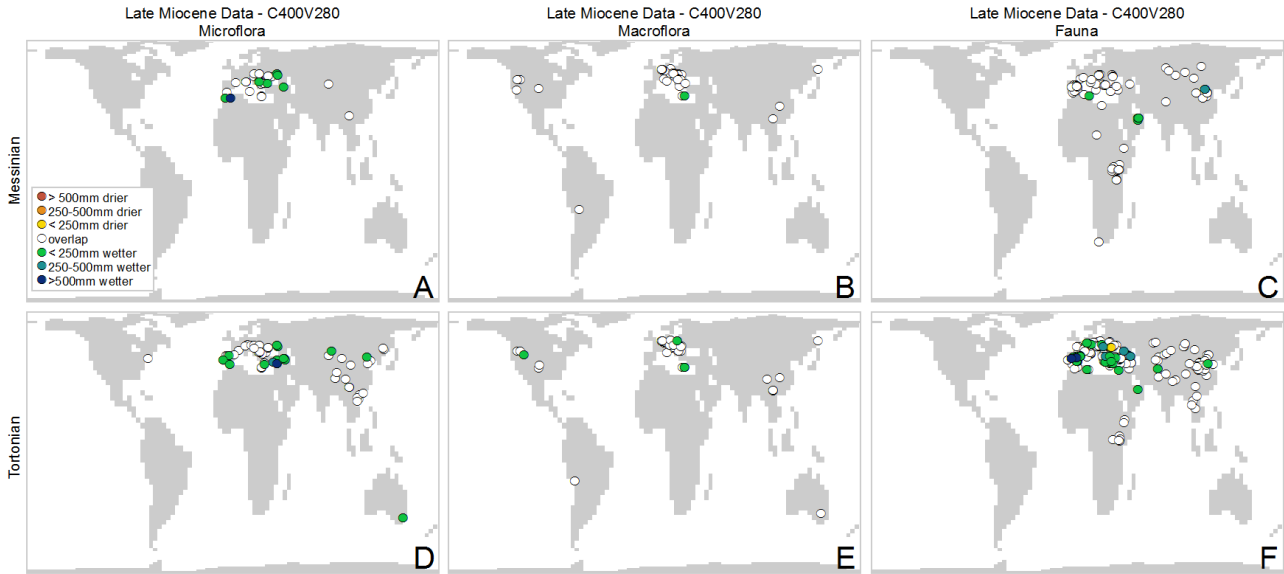 Late Miocene Data - C400V280
Microflora
Late Miocene Data - C400V280
Macroflora
Late Miocene Data - C400V280
Fauna
Messinian
> 500mm drier
250-500mm drier
< 250mm drier
overlap
< 250mm wetter
250-500mm wetter
>500mm wetter
A
B
C
Tortonian
D
E
F